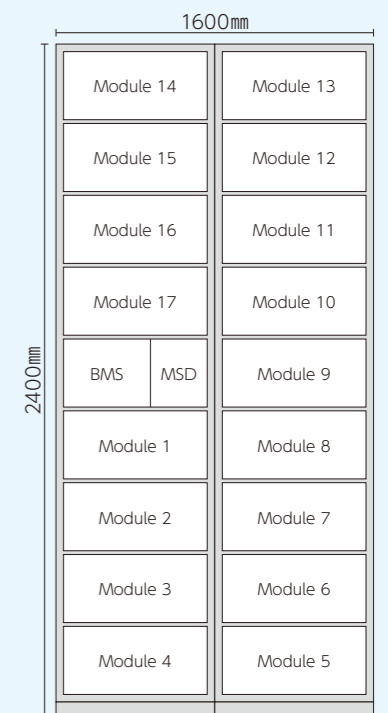 1600㎜
Module 14 Module 13
Module 15 Module 12
Module 16 Module 11
Module 17 Module 10
2400㎜
BMS MSD Module 9
Module 1 Module 8
Module 2 Module 7
Module 3 Module 6
Module 4 Module 5